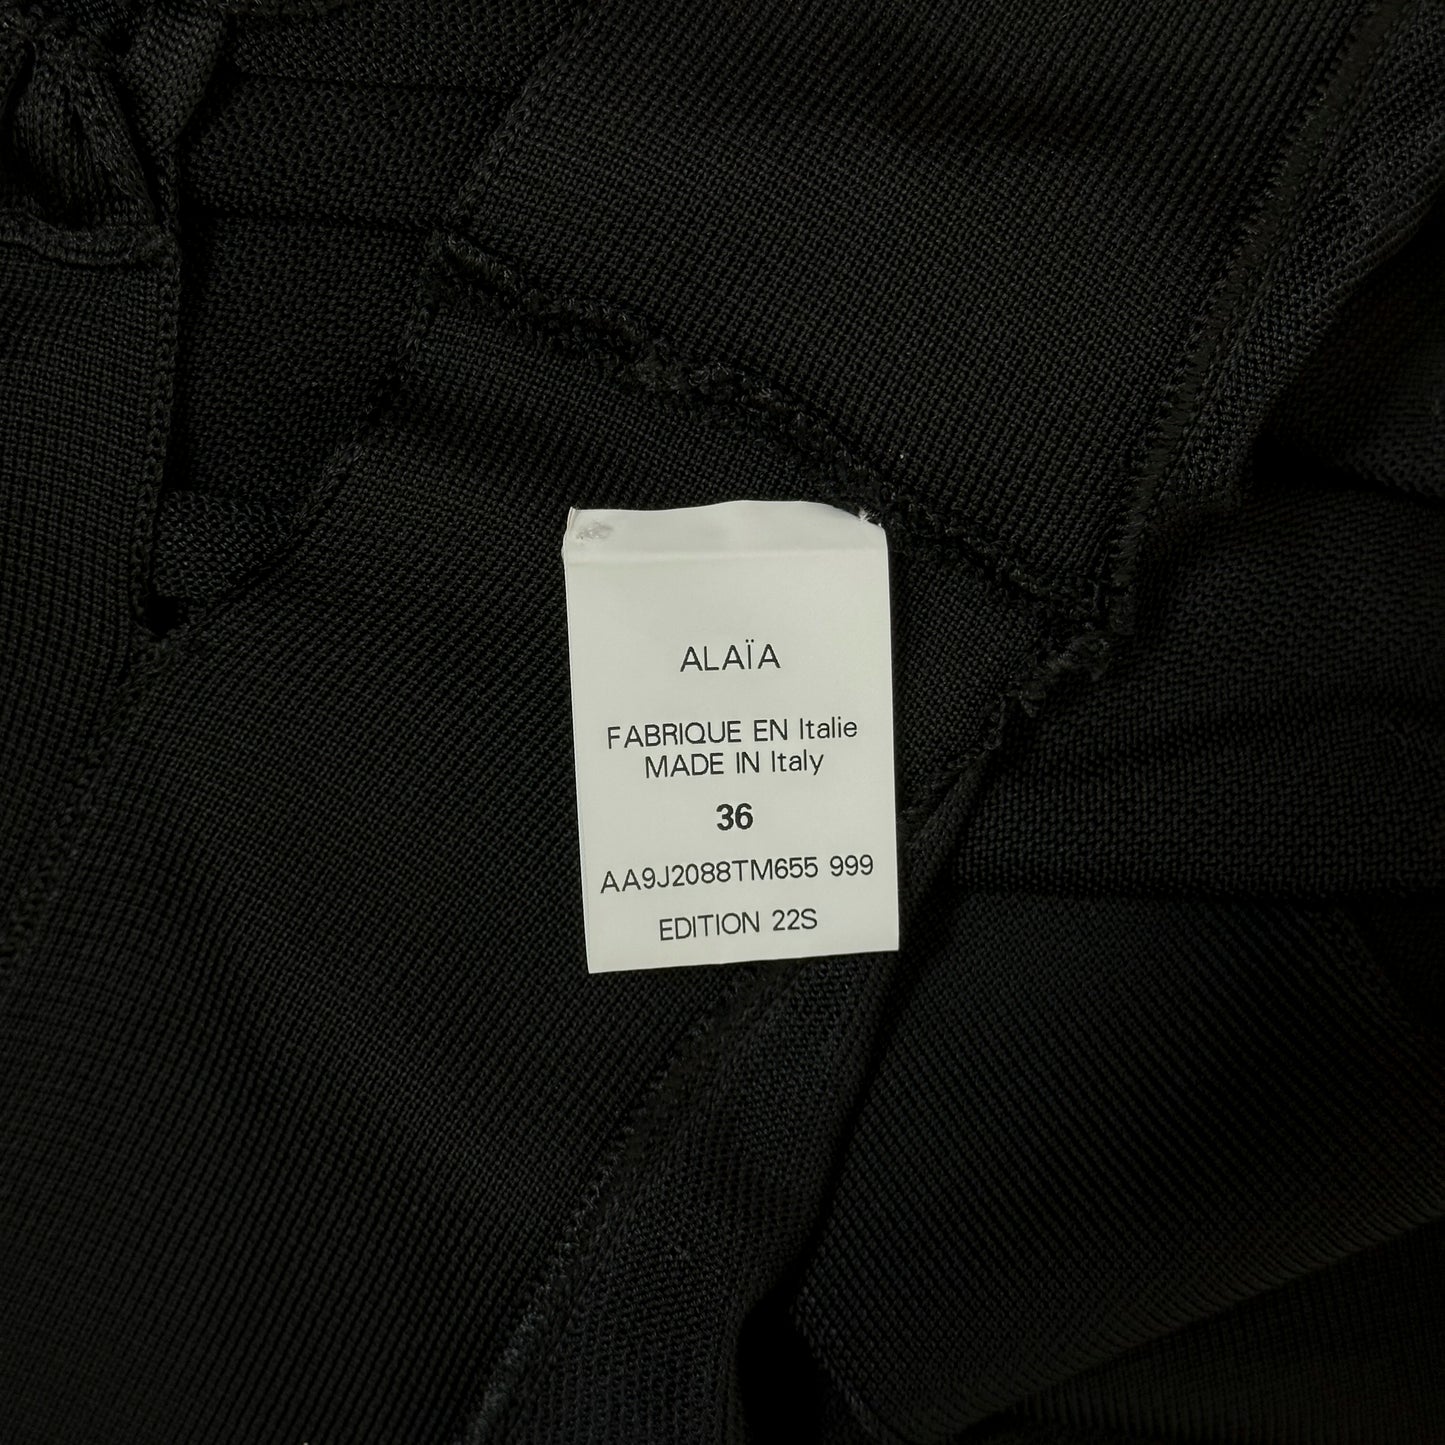 ALAÏA
FABRIQUE EN Italie
MADE IN Italy
36
AA9J2088TM655 999
EDITION 22S